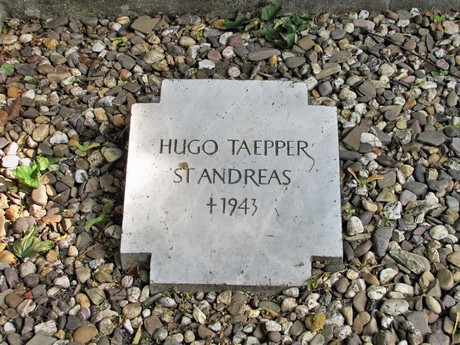 HUGO TAEPPER
ST ANDREAS
†1943